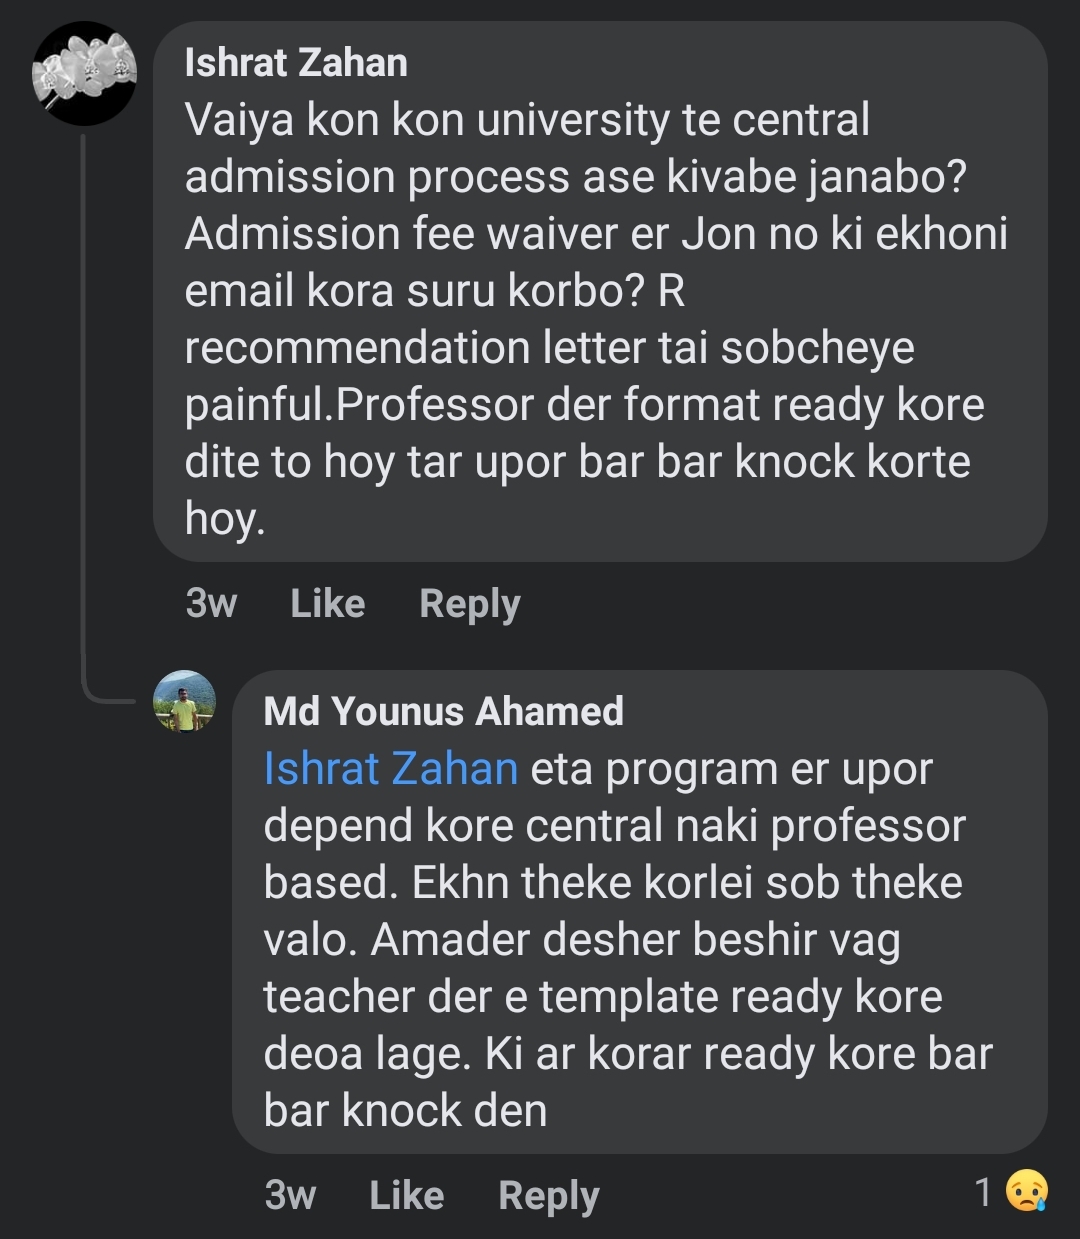 Ishrat Zahan
Vaiya kon kon university te central
admission process ase kivabe janabo?
Admission fee waiver er Jon no ki ekhoni
email kora suru korbo? R
recommendation letter tai sobcheye
painful.Professor der format ready kore
dite to hoy tar upor bar bar knock korte
hoy.
3w Like Reply
Md Younus Ahamed
Ishrat Zahan eta program er upor
depend kore central naki professor
based. Ekhn theke korlei sob theke
valo. Amader desher beshir vag
teacher der e template ready kore
deoa lage. Ki ar korar ready kore bar
bar knock den
3w Like Reply 1